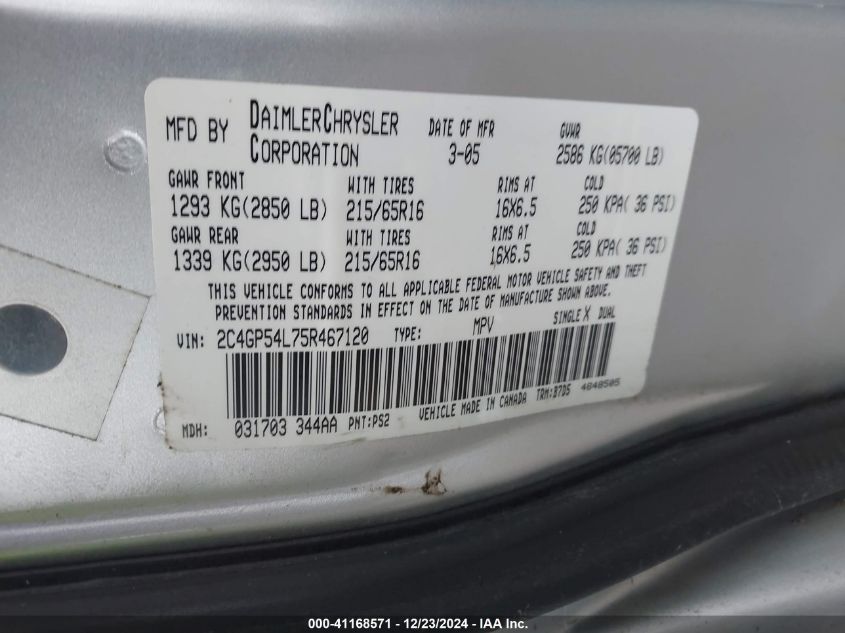 MFD BY DAIMLERCHRYSLER CORPORATION DATE OF MFR 3-05 GVWR 2586 KG(05700 LB)
GAWR FRONT WITH TIRES RIMS AT COLD
1293 KG(2850 LB) 215/65R16 16X6.5 250 KPA( 36 PSI)
GAWR REAR WITH TIRES RIMS AT COLD
1339 KG(2950 LB) 215/65R16 16X6.5 250 KPA( 36 PSI)
THIS VEHICLE CONFORMS TO ALL APPLICABLE FEDERAL MOTOR VEHICLE SAFETY AND THEFT
PREVENTION STANDARDS IN EFFECT ON THE DATE OF MANUFACTURE SHOWN ABOVE.
VIN: 2C4GP54L75R467120 TYPE: MPV SINGLE X DUAL
MDH: 031703 344AA PNT:PS2 VEHICLE MADE IN CANADA TRM:B7D5 4848505
000-41168571 / 12/23/2024 - IAA Inc.